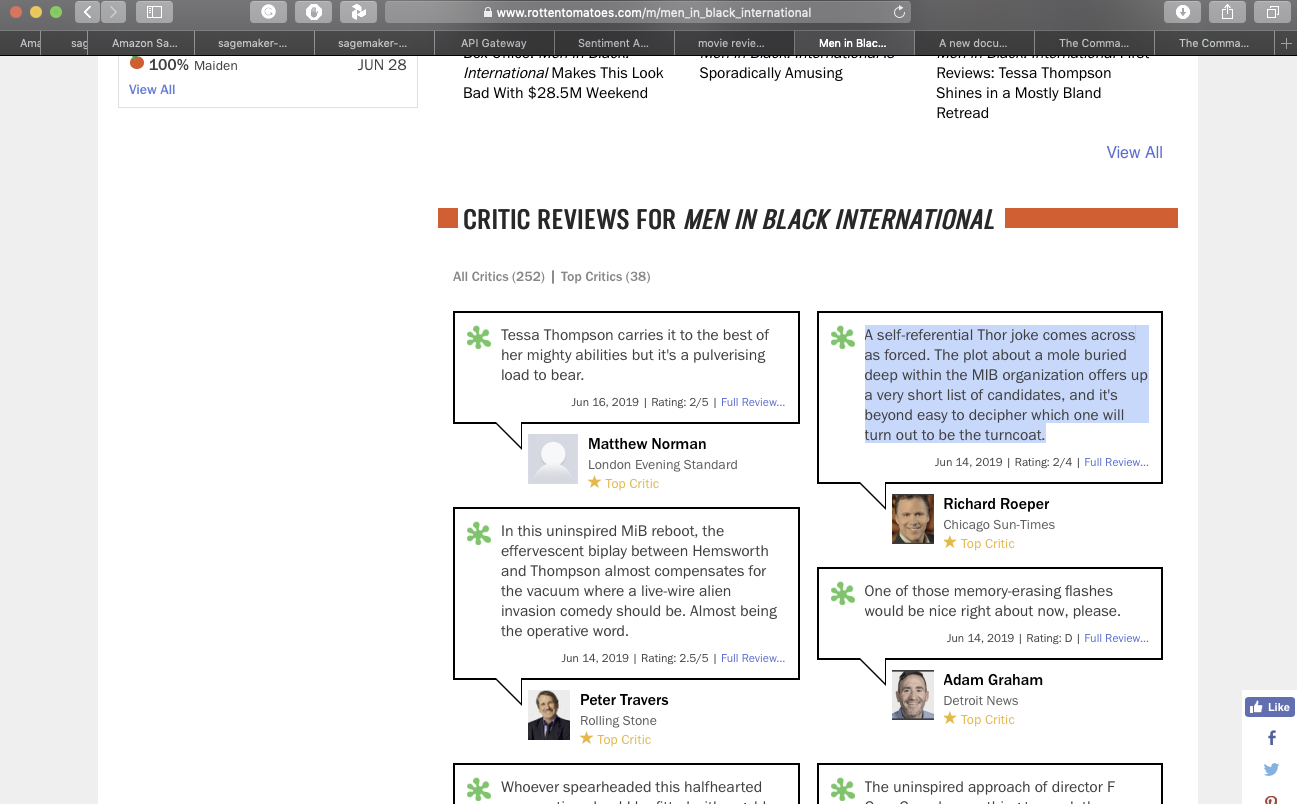 www.rottentomatoes.com/m/men_in_black_international
Ama
sag
Amazon Sa...
sagemaker-...
sagemaker-...
API Gateway
Sentiment A...
movie revie...
Men in Blac...
A new docu...
The Comma...
The Comma...
100% Maiden JUN 28
View All
International Makes This Look
Bad With $28.5M Weekend
Sporadically Amusing
Reviews: Tessa Thompson
Shines in a Mostly Bland
Retread
View All
CRITIC REVIEWS FOR MEN IN BLACK INTERNATIONAL
All Critics (252) | Top Critics (38)
Tessa Thompson carries it to the best of
her mighty abilities but it's a pulverising
load to bear.
Jun 16, 2019 | Rating: 2/5 | Full Review...
Matthew Norman
London Evening Standard
Top Critic
A self-referential Thor joke comes across
as forced. The plot about a mole buried
deep within the MIB organization offers up
a very short list of candidates, and it's
beyond easy to decipher which one will
turn out to be the turncoat.
Jun 14, 2019 | Rating: 2/4 | Full Review...
Richard Roeper
Chicago Sun-Times
Top Critic
In this uninspired MiB reboot, the
effervescent biplay between Hemsworth
and Thompson almost compensates for
the vacuum where a live-wire alien
invasion comedy should be. Almost being
the operative word.
Jun 14, 2019 | Rating: 2.5/5 | Full Review...
Peter Travers
Rolling Stone
Top Critic
One of those memory-erasing flashes
would be nice right about now, please.
Jun 14, 2019 | Rating: D | Full Review...
Adam Graham
Detroit News
Top Critic
Like
Whoever spearheaded this halfhearted
The uninspired approach of director F